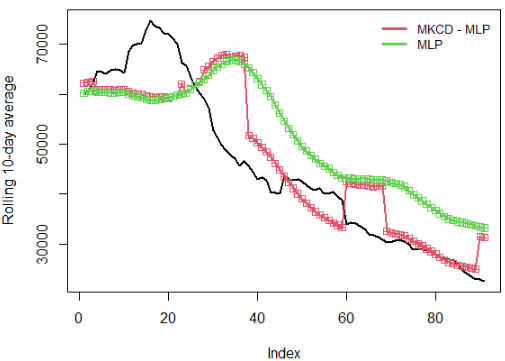 MKCD - MLP
MLP
Rolling 10-day average
70000
50000
30000
0 20 40 60 80
Index